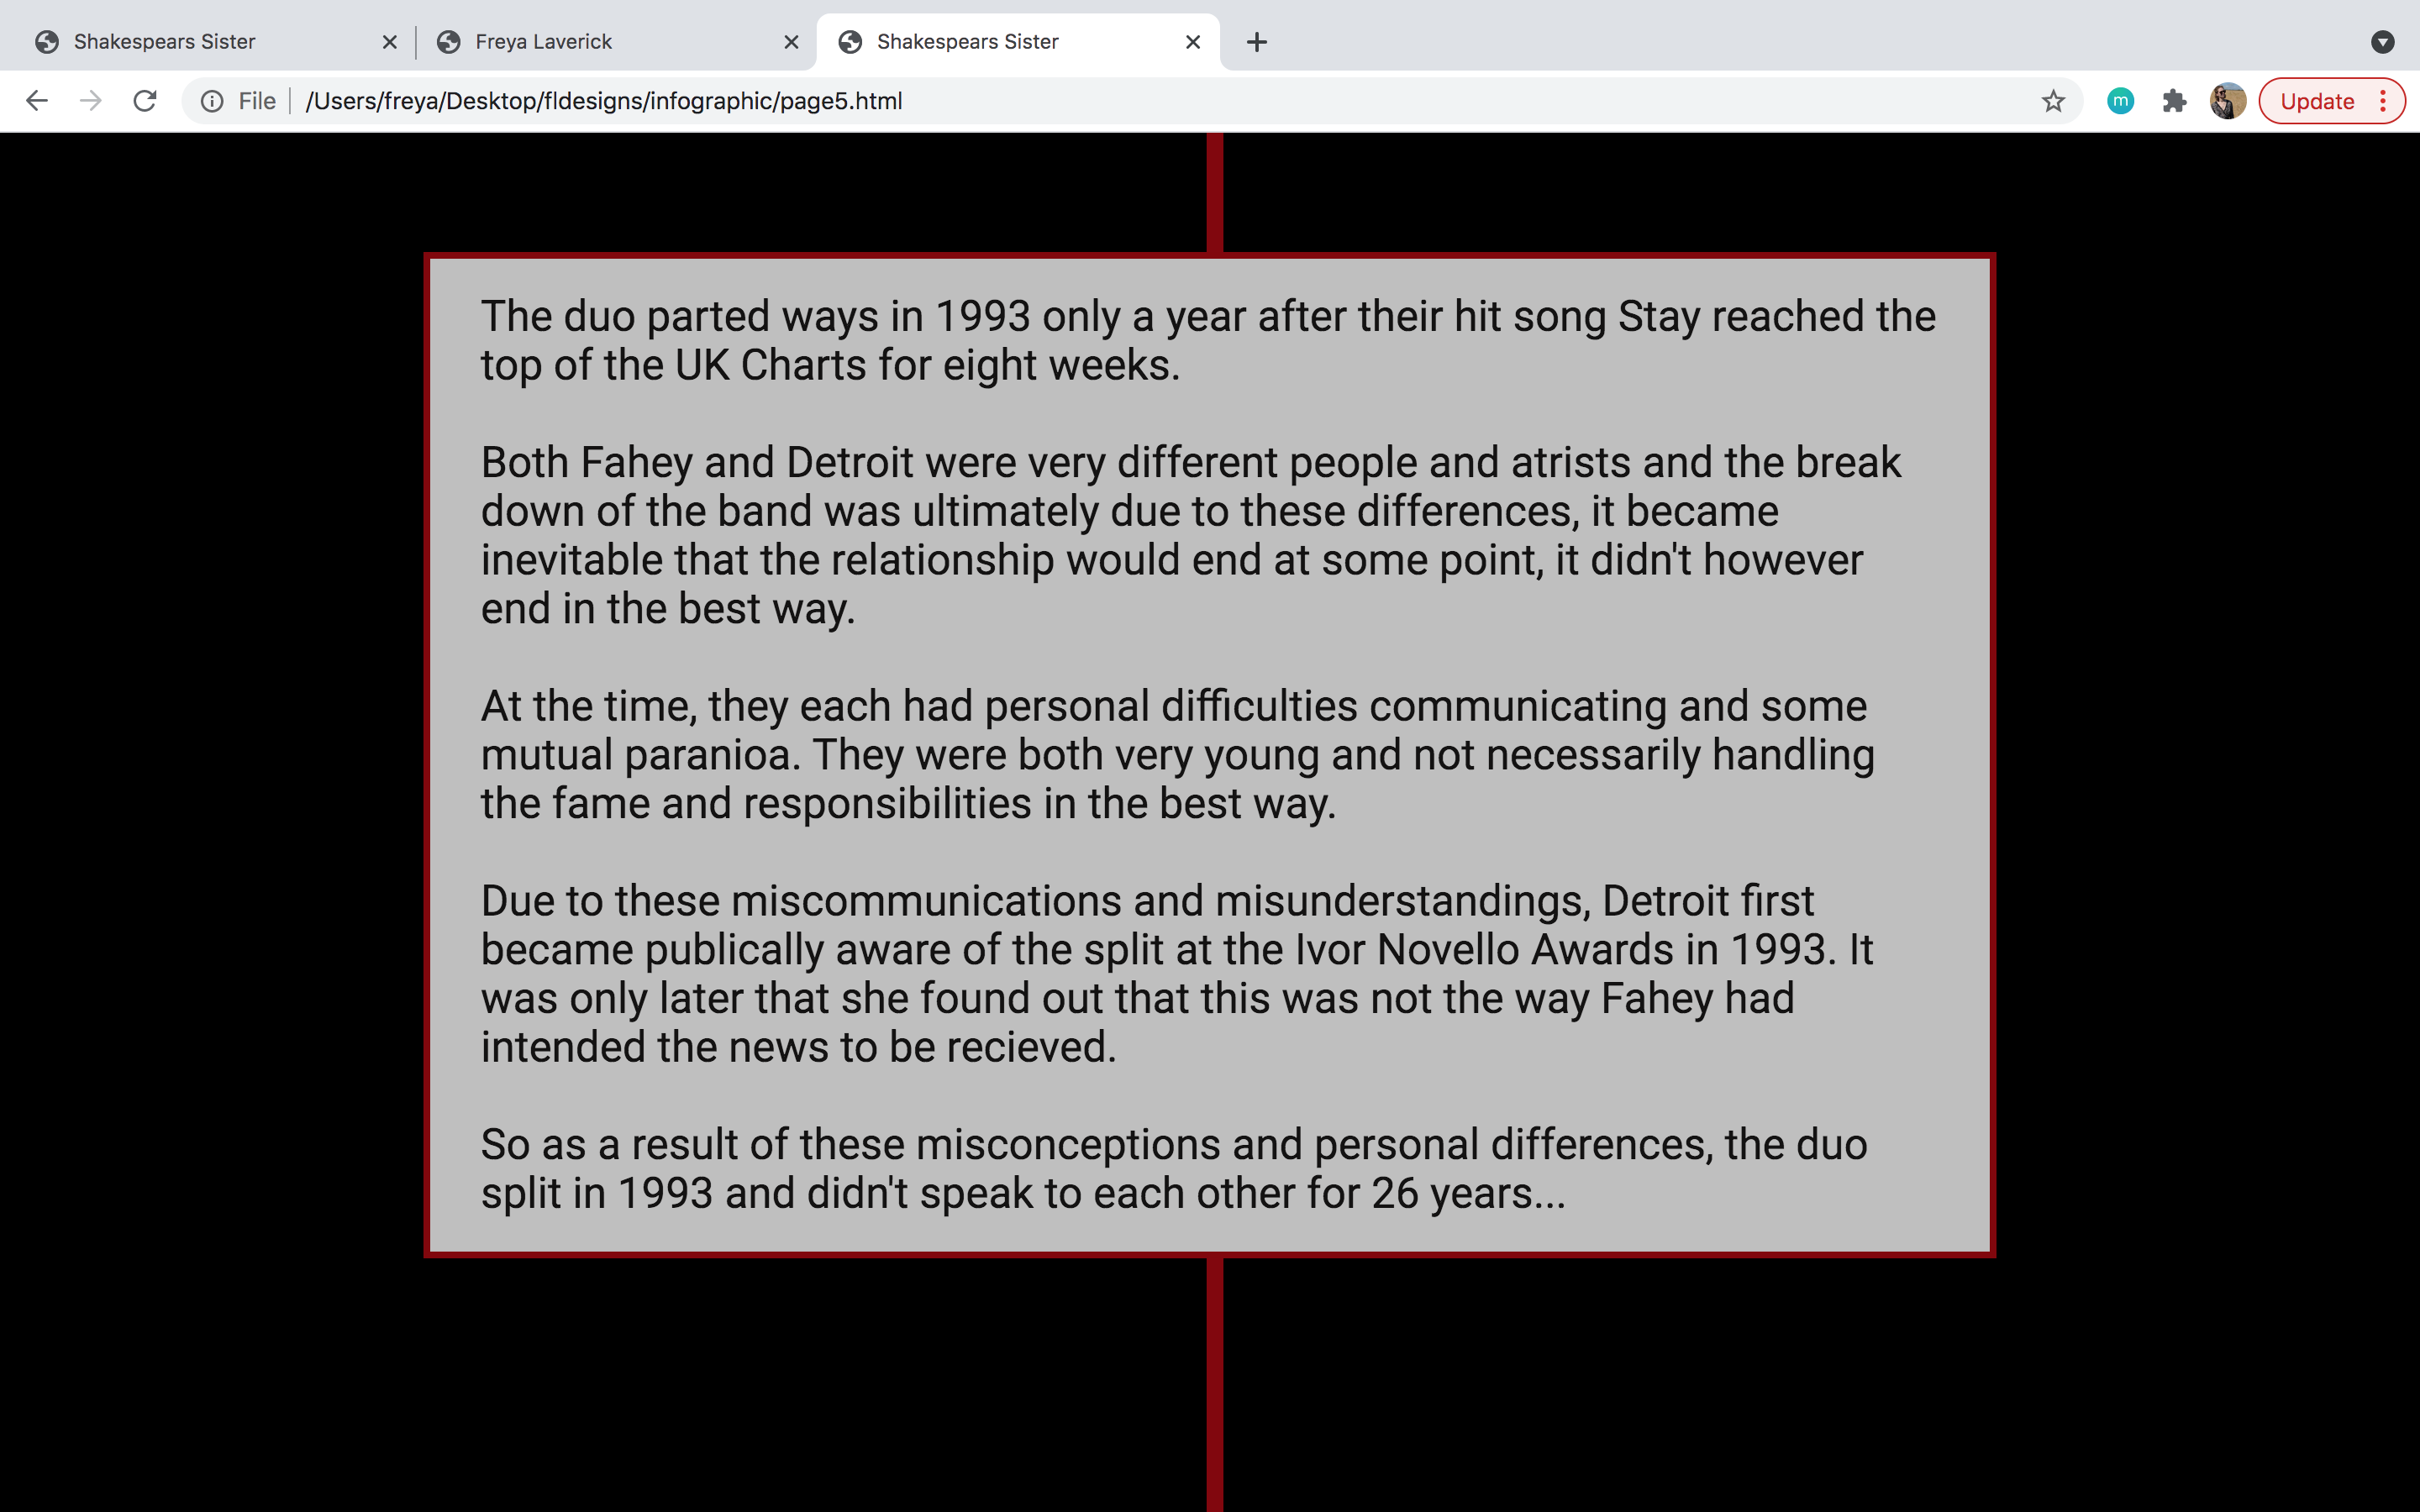 Shakespears Sister
Freya Laverick
Shakespears Sister
File
/Users/freya/Desktop/fldesigns/infographic/page5.html
m
Update
The duo parted ways in 1993 only a year after their hit song Stay reached the
top of the UK Charts for eight weeks.
Both Fahey and Detroit were very different people and atrists and the break
down of the band was ultimately due to these differences, it became
inevitable that the relationship would end at some point, it didn't however
end in the best way.
At the time, they each had personal difficulties communicating and some
mutual paranioa. They were both very young and not necessarily handling
the fame and responsibilities in the best way.
Due to these miscommunications and misunderstandings, Detroit first
became publically aware of the split at the Ivor Novello Awards in 1993. It
was only later that she found out that this was not the way Fahey had
intended the news to be recieved.
So as a result of these misconceptions and personal differences, the duo
split in 1993 and didn't speak to each other for 26 years...